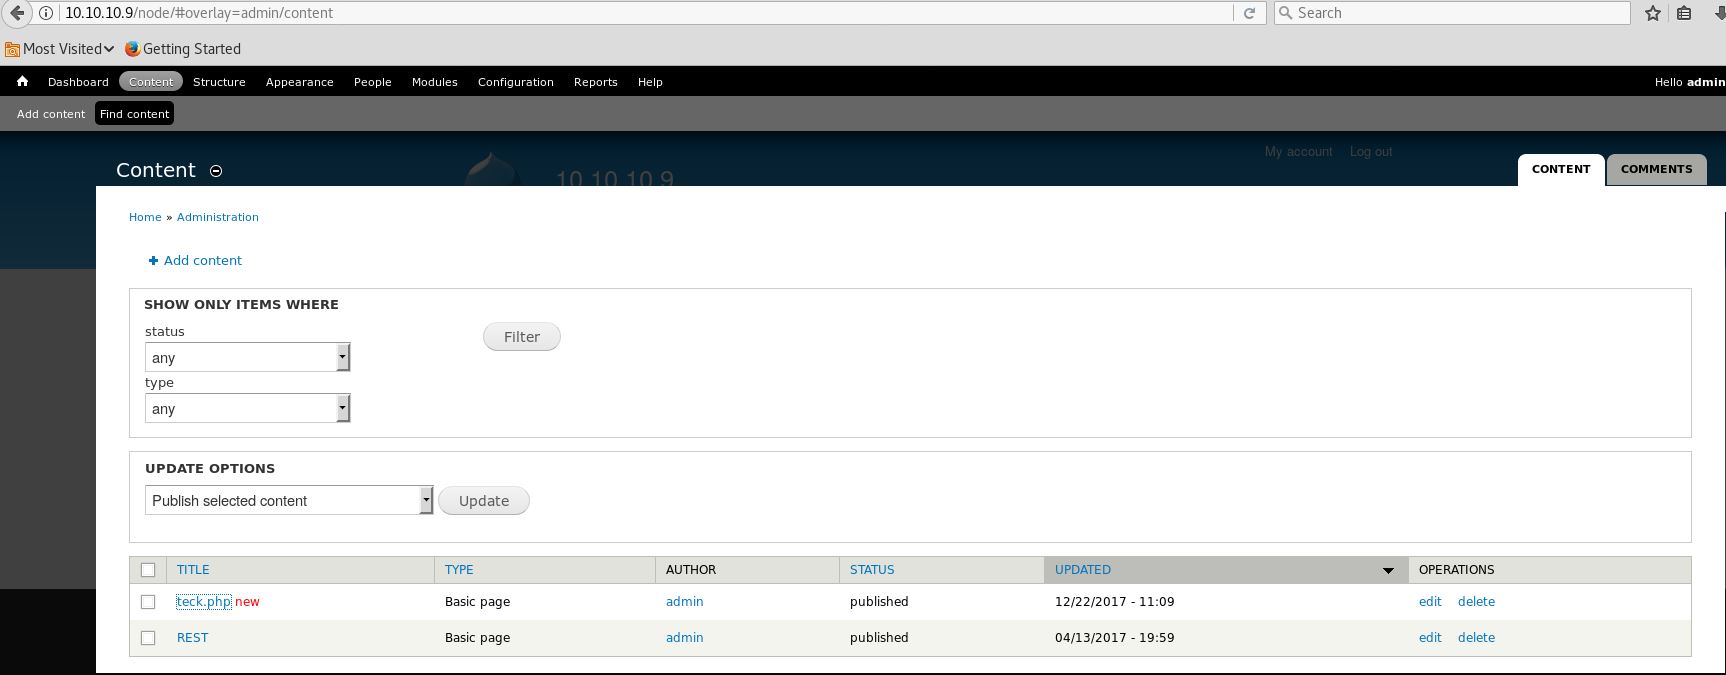 10.10.10.9/node/#overlay=admin/content
Search
Most Visited
Getting Started
Dashboard Content Structure Appearance People Modules Configuration Reports Help Hello admin
Add content Find content
My account Log out
Content
10.10.10.9
CONTENT COMMENTS
Home » Administration
Add content
SHOW ONLY ITEMS WHERE
status
any
Filter
type
any
UPDATE OPTIONS
Publish selected content Update
TITLE TYPE AUTHOR STATUS UPDATED OPERATIONS
teck.php new Basic page admin published 12/22/2017 - 11:09 edit delete
REST Basic page admin published 04/13/2017 - 19:59 edit delete